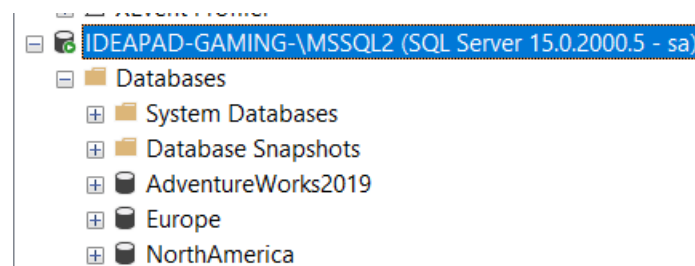 IDEAPAD-GAMING-\MSSQL2 (SQL Server 15.0.2000.5 - sa)
Databases
System Databases
Database Snapshots
AdventureWorks2019
Europe
NorthAmerica